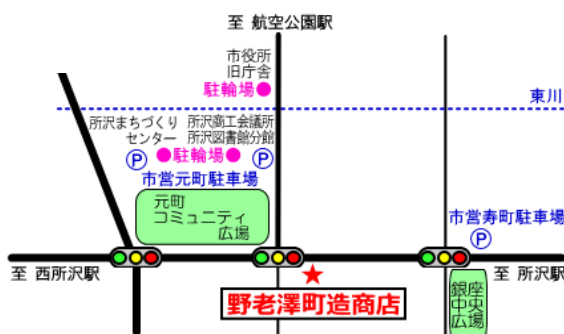 至 航空公園駅
市役所
旧庁舎
駐輪場●
東川
所沢まちづくり
センター
所沢商工会議所
所沢図書館分館
P
●駐輪場●
P
市営元町駐車場
元町
コミュニティ
広場
市営寿町駐車場
P
至 西所沢駅
至 所沢駅
★
野老澤町造商店
銀座
中央
広場